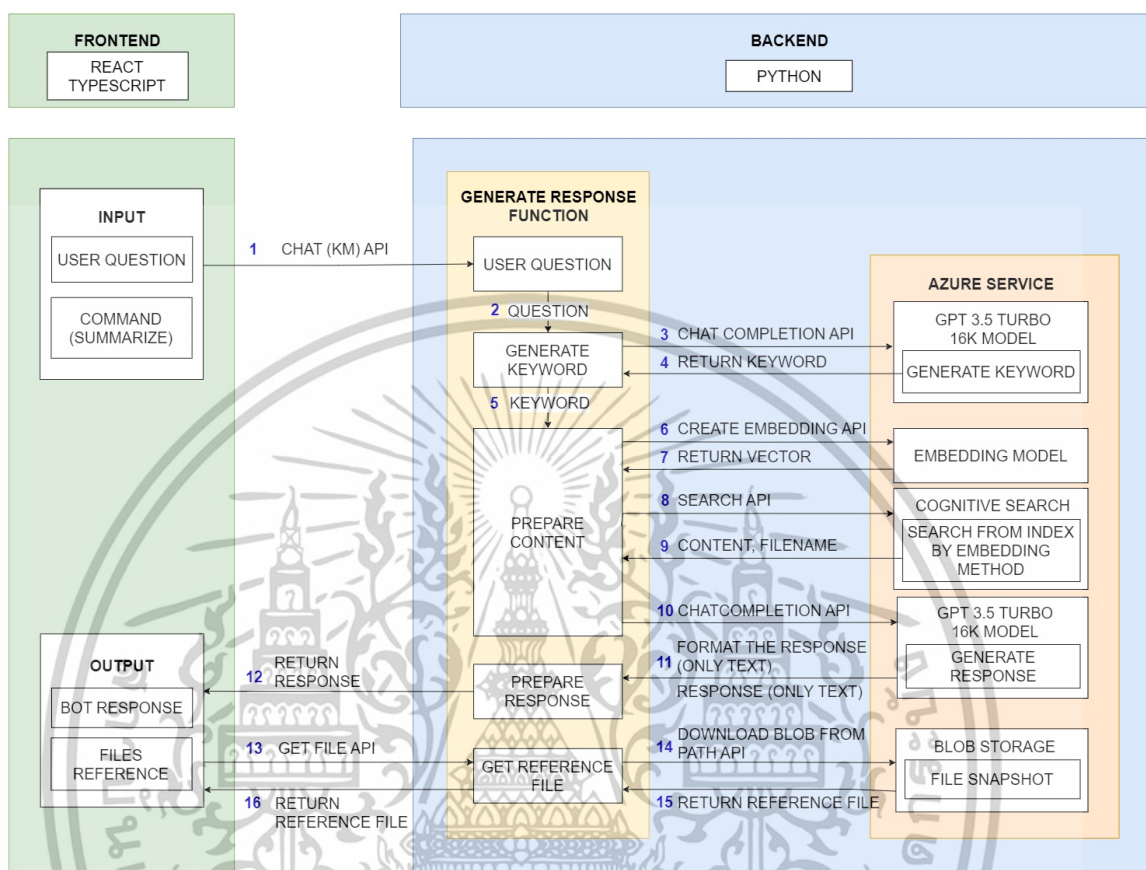 FRONTEND
REACT
TYPESCRIPT
BACKEND
PYTHON
INPUT
USER QUESTION
COMMAND
(SUMMARIZE)
1 CHAT (KM) API
GENERATE RESPONSE
FUNCTION
USER QUESTION
2 QUESTION
GENERATE
KEYWORD
5 KEYWORD
PREPARE
CONTENT
PREPARE
RESPONSE
GET REFERENCE
FILE
3 CHAT COMPLETION API
4 RETURN KEYWORD
6 CREATE EMBEDDING API
7 RETURN VECTOR
8 SEARCH API
9 CONTENT, FILENAME
10 CHATCOMPLETION API
FORMAT THE RESPONSE
11 (ONLY TEXT)
RESPONSE (ONLY TEXT)
DOWNLOAD BLOB FROM
14 PATH API
15 RETURN REFERENCE FILE
AZURE SERVICE
GPT 3.5 TURBO
16K MODEL
GENERATE KEYWORD
EMBEDDING MODEL
COGNITIVE SEARCH
SEARCH FROM INDEX
BY EMBEDDING
METHOD
GPT 3.5 TURBO
16K MODEL
GENERATE
RESPONSE
BLOB STORAGE
FILE SNAPSHOT
OUTPUT
BOT RESPONSE
FILES
REFERENCE
RETURN
12 RESPONSE
13 GET FILE API
16 RETURN
REFERENCE FILE